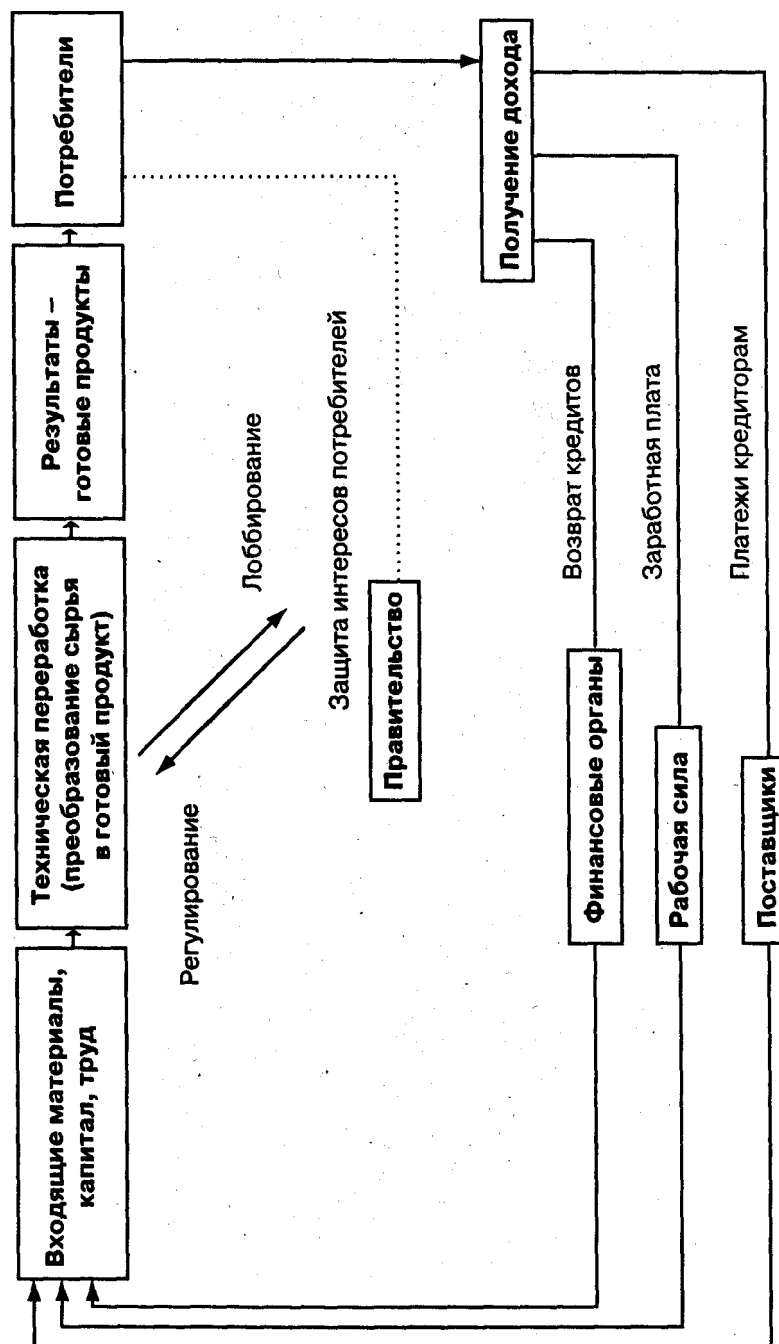 Входящие материалы,
капитал, труд
Техническая переработка
(преобразование сырья
в готовый продукт)
Результаты –
готовые продукты
Потребители
Регулирование
Лоббирование
Защита интересов потребителей
Правительство
Получение дохода
Финансовые органы
Возврат кредитов
Рабочая сила
Заработная плата
Поставщики
Платежи кредиторам